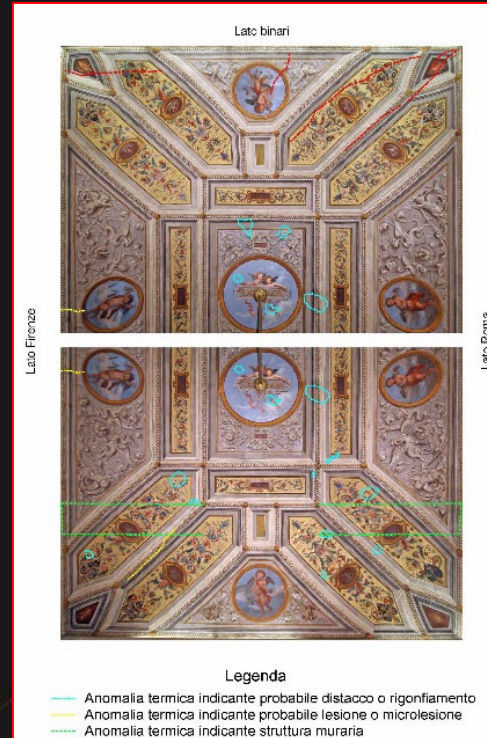 Lato binari
Lato Firenze
Lato Roma
Legenda
Anomalia termica indicante probabile distacco o rigonfiamento
Anomalia termica indicante probabile lesione o microlesione
Anomalia termica indicante struttura muraria